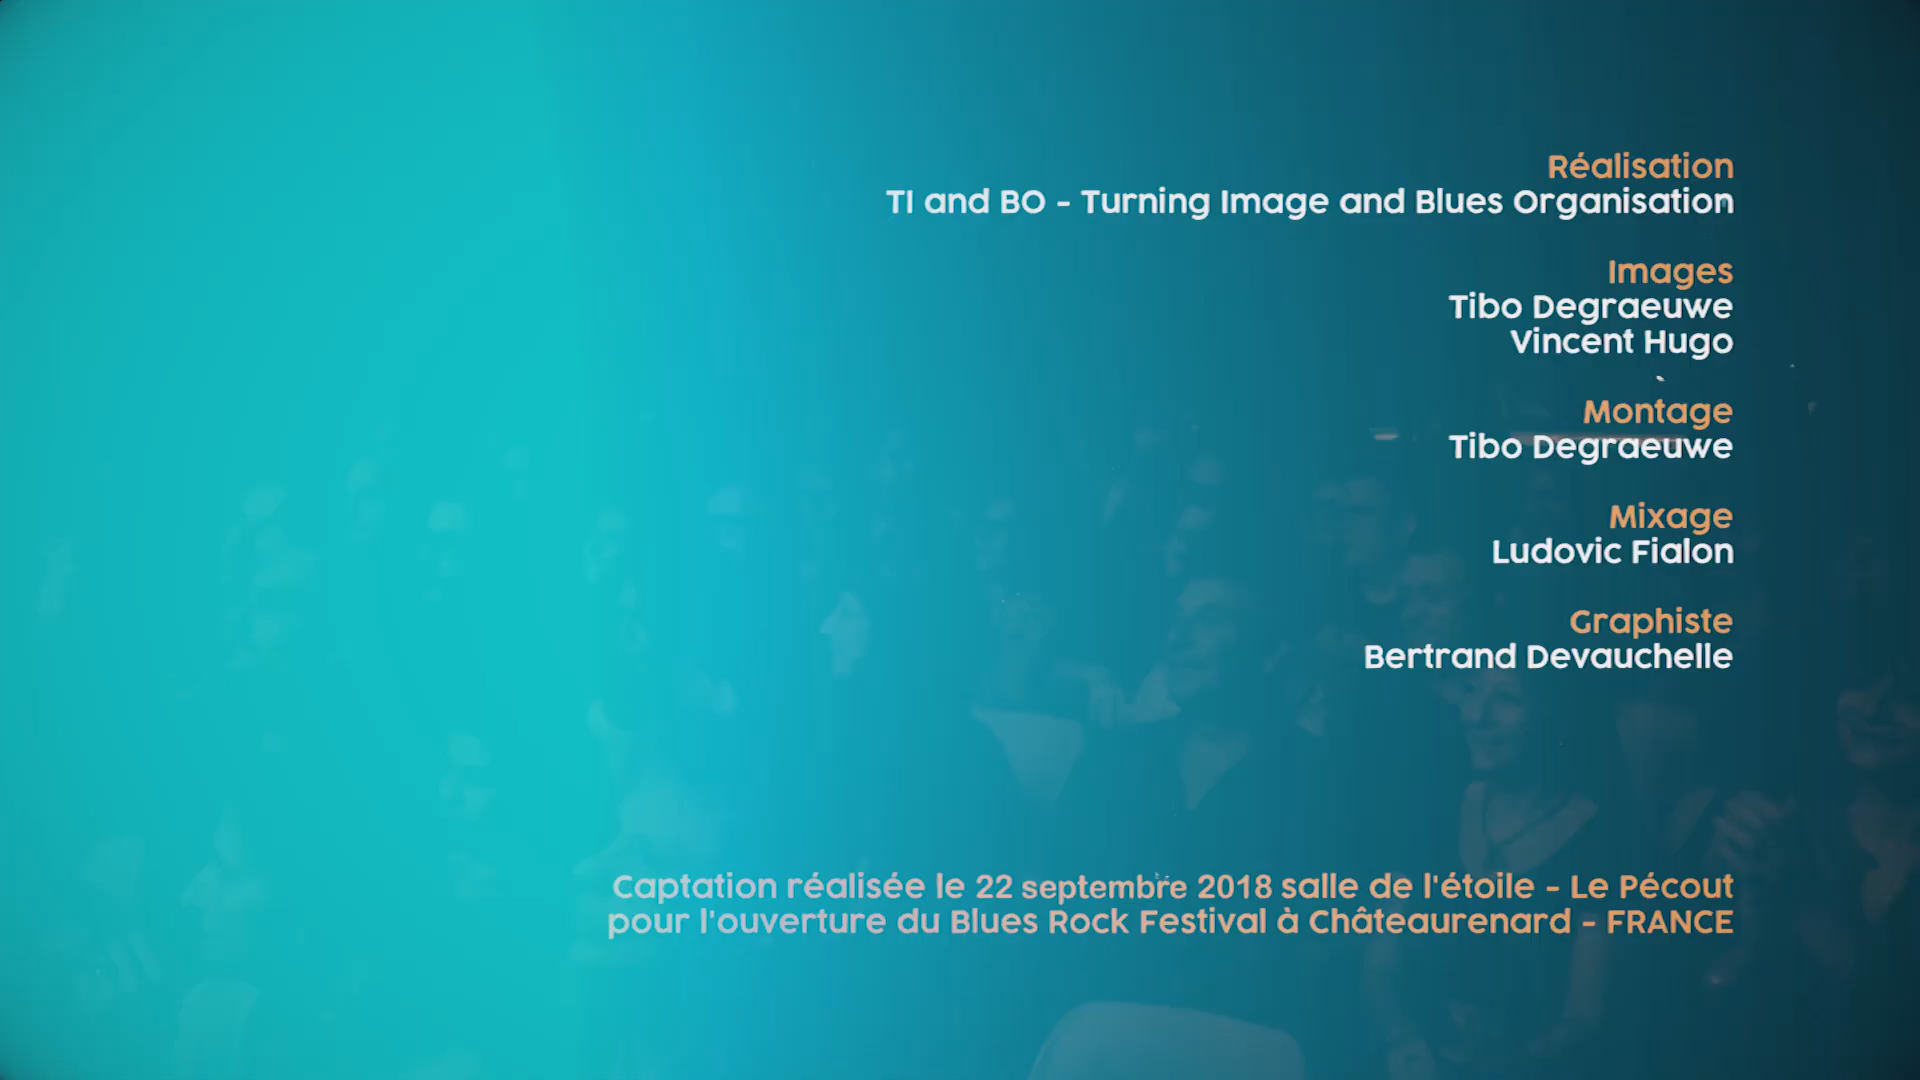 Réalisation
TI and BO - Turning Image and Blues Organisation
Images
Tibo Degraeuwe
Vincent Hugo
Montage
Tibo Degraeuwe
Mixage
Ludovic Fialon
Graphiste
Bertrand Devauchelle
Captation réalisée le 22 septembre 2018 salle de l'étoile - Le Pécout
pour l'ouverture du Blues Rock Festival à Châteaurenard - FRANCE